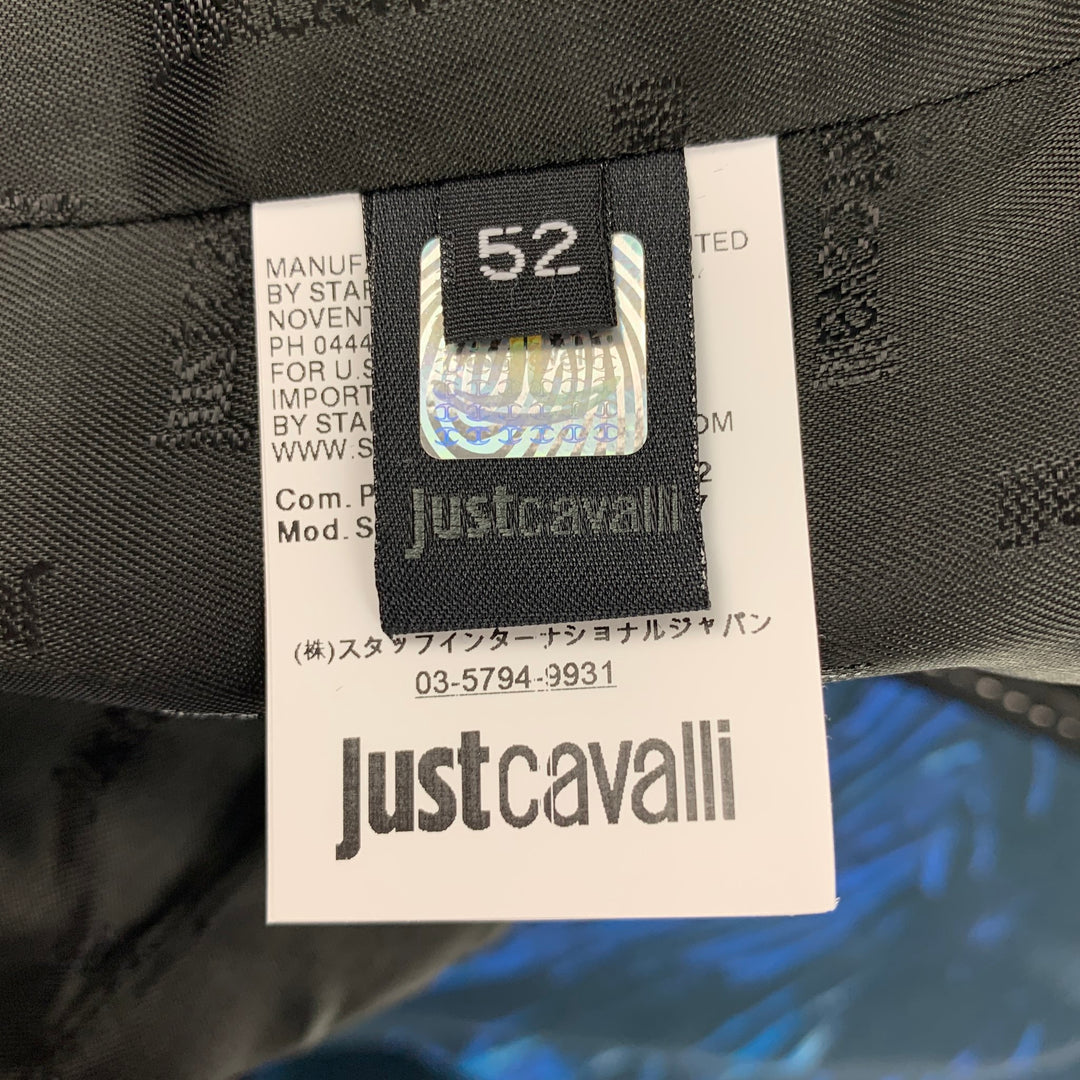 52
TED
MANUF
BY STAF
NOVENT
PH 0444
FOR U.S
IMPORT
BY STA
OM
WWW.S
2
Com. P
7
Mod. S
justcavalli
(株)スタッフインターナショナルジャパン
03-5794-9931
justcavalli